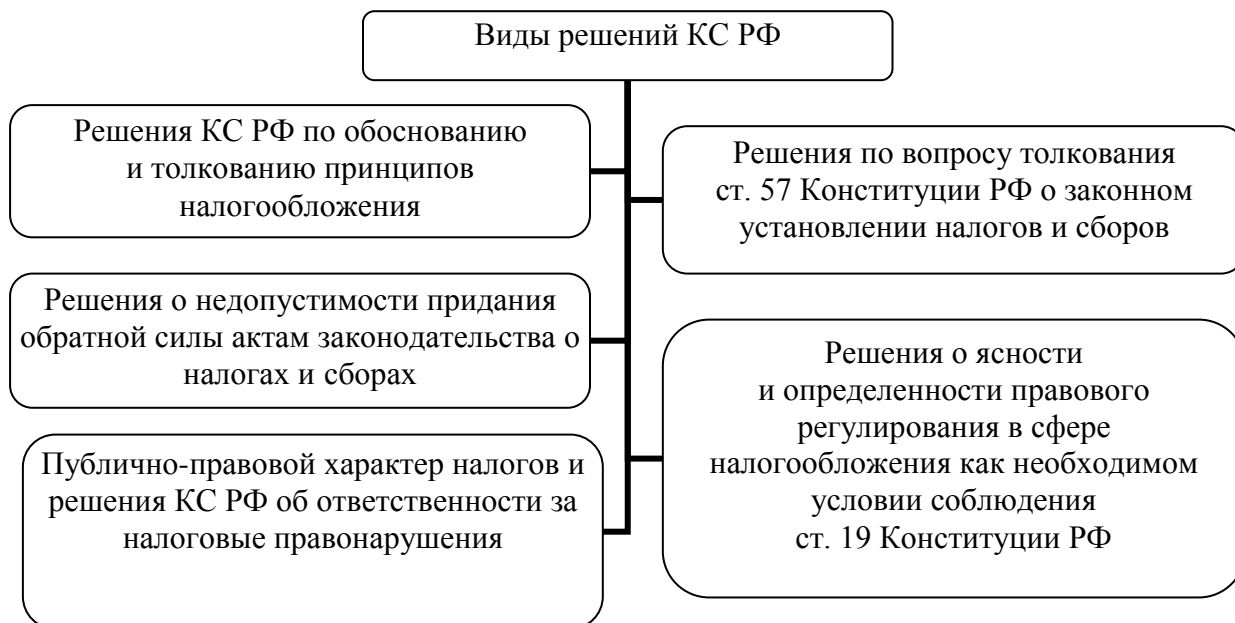 Виды решений КС РФ
Решения КС РФ по обоснованию
и толкованию принципов
налогообложения
Решения по вопросу толкования
ст. 57 Конституции РФ о законном
установлении налогов и сборов
Решения о недопустимости придания
обратной силы актам законодательства о
налогах и сборах
Решения о ясности
и определенности правового
регулирования в сфере
налогообложения как необходимом
условии соблюдения
ст. 19 Конституции РФ
Публично-правовой характер налогов и
решения КС РФ об ответственности за
налоговые правонарушения